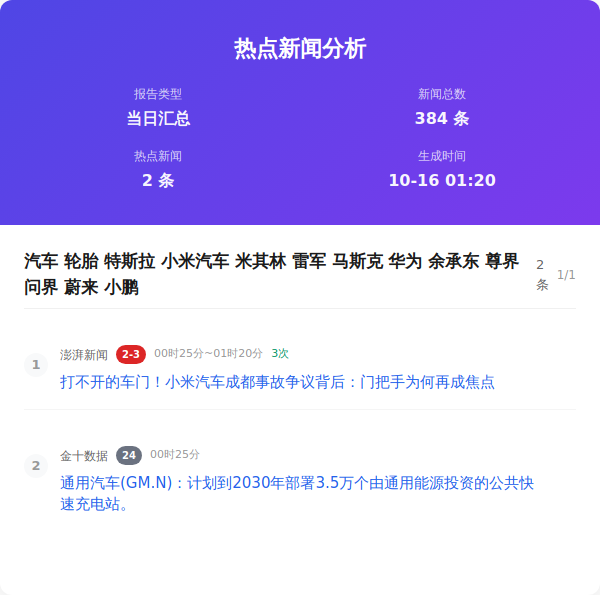 热点新闻分析
报告类型
新闻总数
当日汇总
384 条
热点新闻
生成时间
2 条
10-16 01:20
汽车 轮胎 特斯拉 小米汽车 米其林 雷军 马斯克 华为 余承东 尊界
问界 蔚来 小鹏
2
条
1/1
1
澎湃新闻 2-3 00时25分~01时20分 3次
打不开的车门！小米汽车成都事故争议背后：门把手为何再成焦点
2
金十数据 24 00时25分
通用汽车(GM.N)：计划到2030年部署3.5万个由通用能源投资的公共快
速充电站。